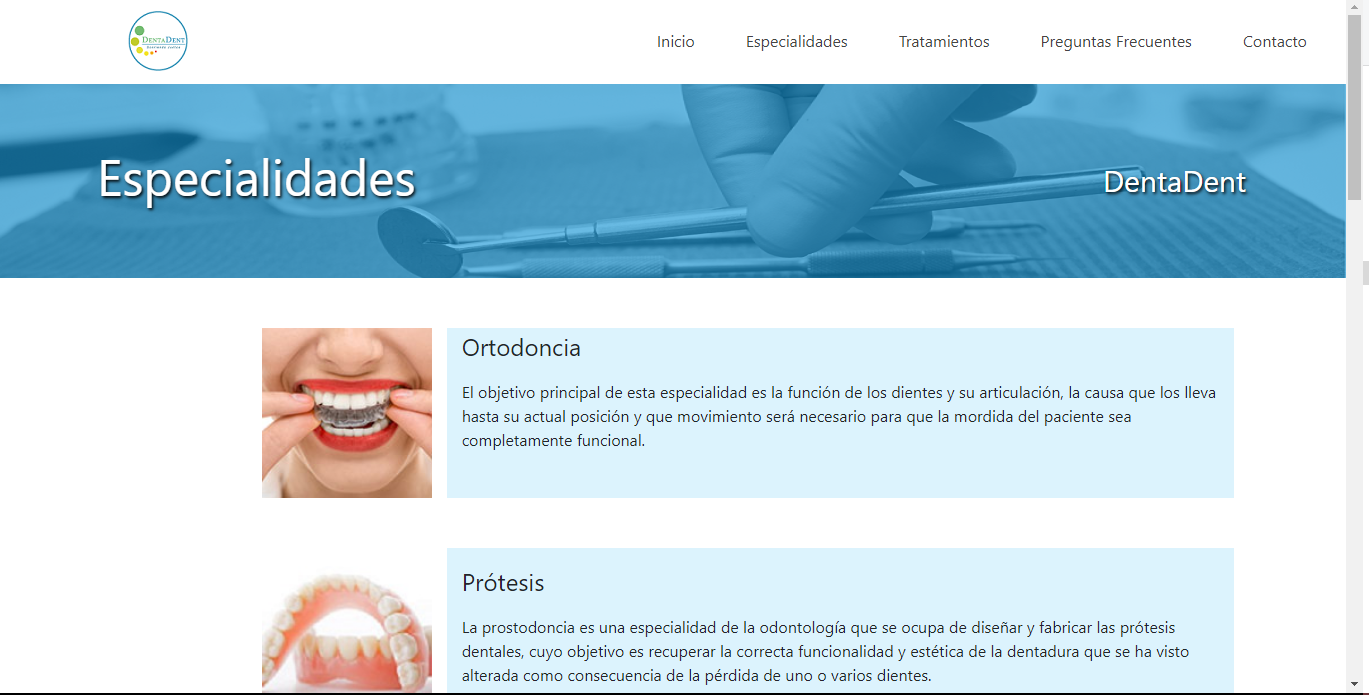 DENTADENT
Inicio
Especialidades
Tratamientos
Preguntas Frecuentes
Contacto
Especialidades
DentaDent
Ortodoncia
El objetivo principal de esta especialidad es la función de los dientes y su articulación, la causa que los lleva
hasta su actual posición y que movimiento será necesario para que la mordida del paciente sea
completamente funcional.
Prótesis
La prostodoncia es una especialidad de la odontología que se ocupa de diseñar y fabricar las prótesis
dentales, cuyo objetivo es recuperar la correcta funcionalidad y estética de la dentadura que se ha visto
alterada como consecuencia de la pérdida de uno o varios dientes.